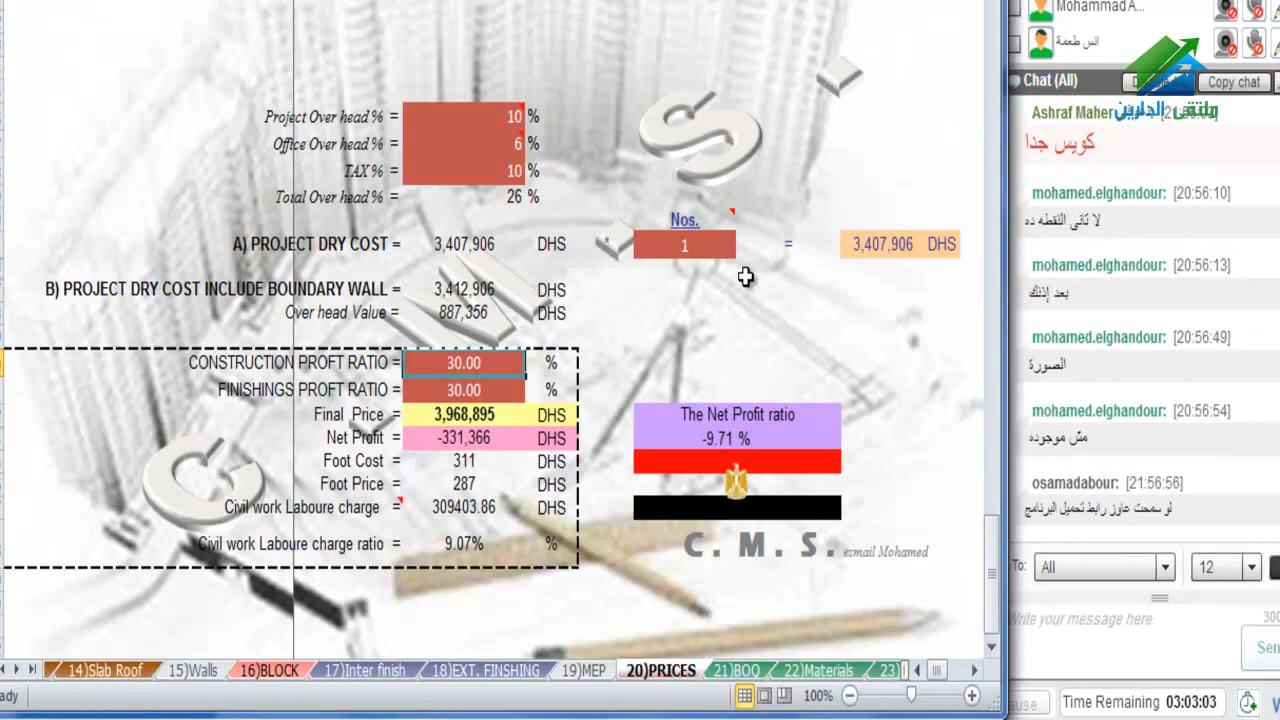 Project Over head % = 10 %
Office Over head % = 6 %
TAX % = 10 %
Total Over head % = 26 %
Nos.
A) PROJECT DRY COST = 3,407,906 DHS * 1 = 3,407,906 DHS
B) PROJECT DRY COST INCLUDE BOUNDARY WALL = 3,412,906 DHS
Over head Value = 887,356 DHS
CONSTRUCTION PROFT RATIO = 30.00 %
FINISHINGS PROFT RATIO = 30.00 %
Final Price = 3,968,895 DHS
Net Profit = -331,366 DHS
Foot Cost = 311 DHS
Foot Price = 287 DHS
Civil work Laboure charge = 309403.86 DHS
Civil work Laboure charge ratio = 9.07% %
The Net Profit ratio
-9.71 %
C. M. S. ezmail Mohamed
S
C
14)Slab Roof 15)Walls 16)BLOCK 17)Inter finish 18)EXT. FINSHING 19)MEP 20)PRICES 21)BOQ 22)Materials 23)
eady 100%
Mohammad A...
انس طعمة
Chat (All) Copy chat
ملتقى الدارين
Ashraf Maher
كويس جدا
mohamed.elghandour: [20:56:10]
لا ثانى النقطه ده
mohamed.elghandour: [20:56:13]
بعد إذنك
mohamed.elghandour: [20:56:49]
الصورة
mohamed.elghandour: [20:56:54]
مش موجوده
osamadabour: [21:56:56]
لو سمحت عاوز رابط تحميل البرنامج
To: All 12
Write your message here 300
Sen
ause Time Remaining 03:03:03